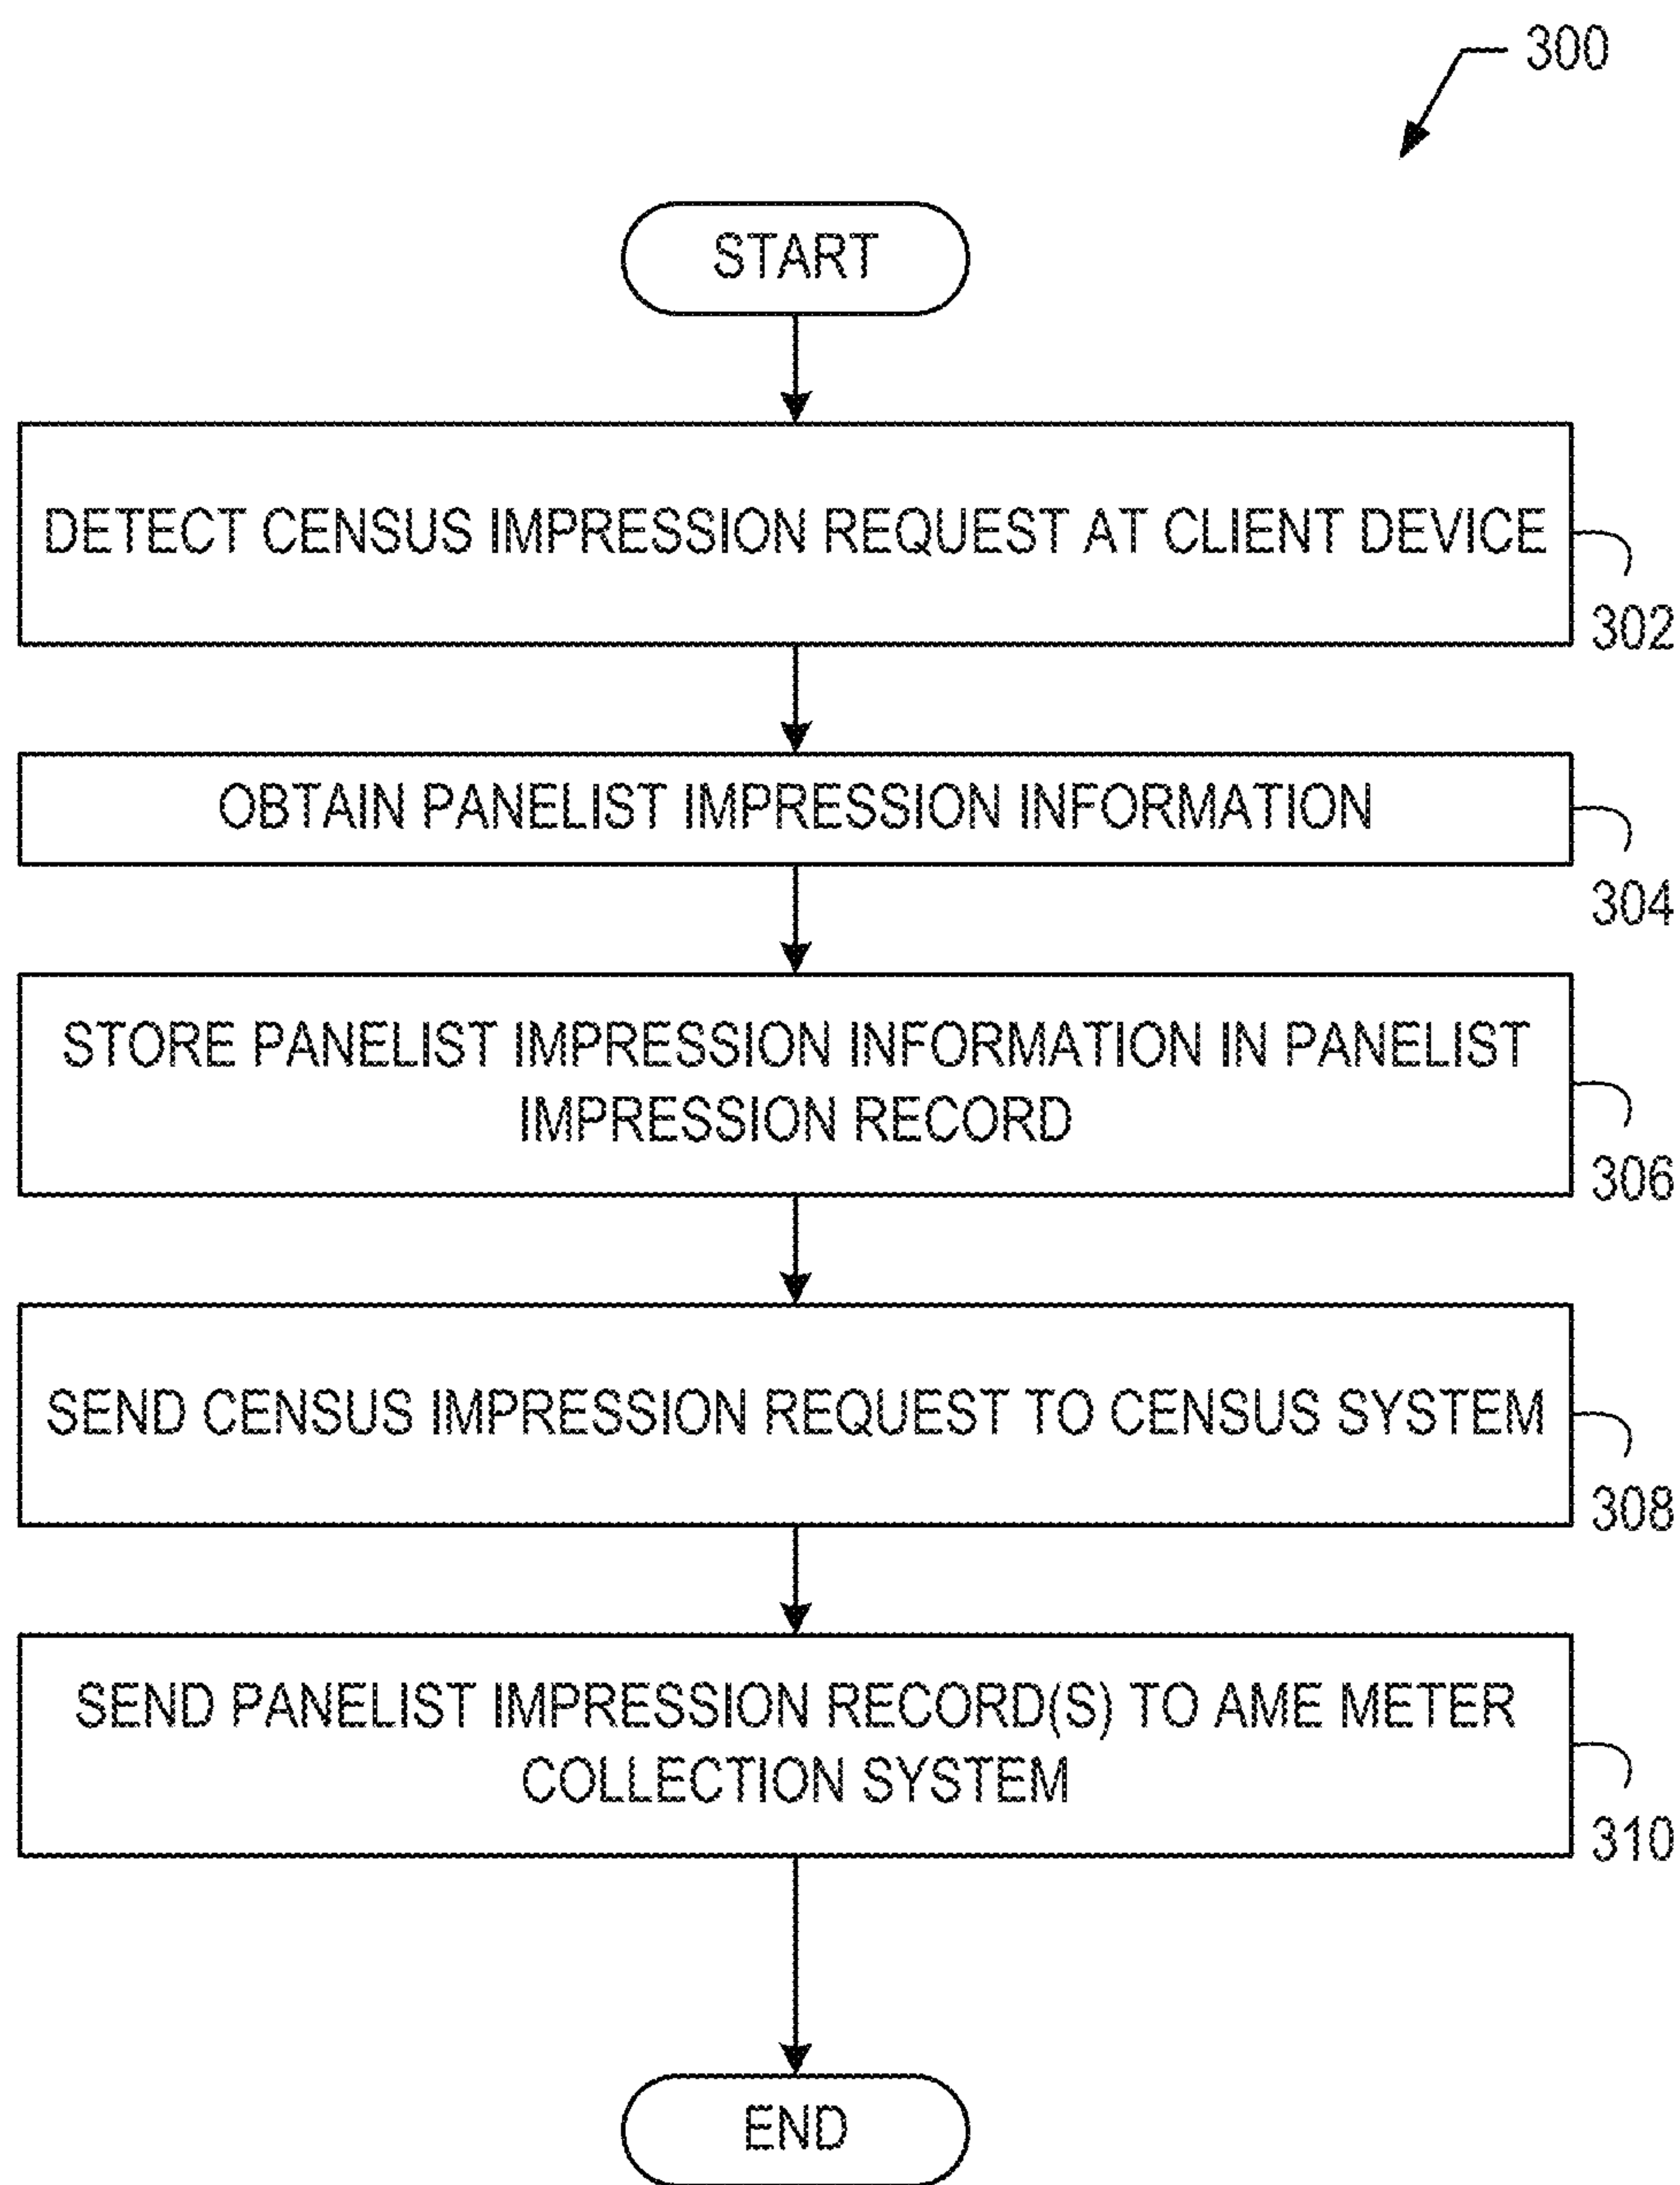 300
START
DETECT CENSUS IMPRESSION REQUEST AT CLIENT DEVICE
302
OBTAIN PANELIST IMPRESSION INFORMATION
304
STORE PANELIST IMPRESSION INFORMATION IN PANELIST
IMPRESSION RECORD
306
SEND CENSUS IMPRESSION REQUEST TO CENSUS SYSTEM
308
SEND PANELIST IMPRESSION RECORD(S) TO AME METER
COLLECTION SYSTEM
310
END